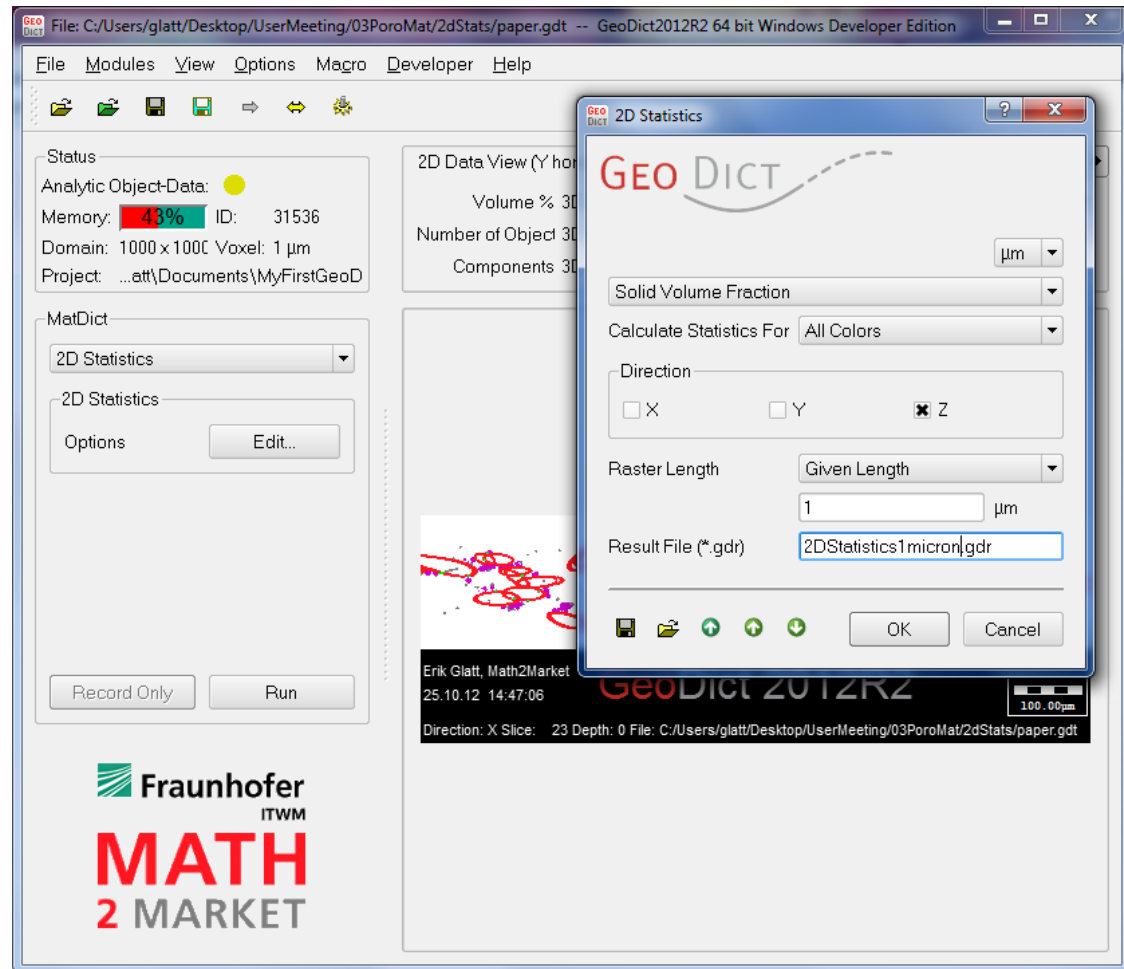 GEO DICT File: C:/Users/glatt/Desktop/UserMeeting/03PoroMat/2dStats/paper.gdt -- GeoDict2012R2 64 bit Windows Developer Edition
File Modules View Options Macro Developer Help
Status
Analytic Object-Data:
Memory: 43% ID: 31536
Domain: 1000 x 100 Voxel: 1 µm
Project: ...att\Documents\MyFirstGeoD
2D Data View (Y hor
Volume % 3D
Number of Object 3D
Components 3D
MatDict
2D Statistics
2D Statistics
Options Edit...
Record Only Run
Fraunhofer
ITWM
MATH
2 MARKET
GEO DICT 2D Statistics ? X
GEO DICT
µm
Solid Volume Fraction
Calculate Statistics For All Colors
Direction
X Y Z
Raster Length Given Length
1 µm
Result File (*.gdr) 2DStatistics1micron.gdr
OK Cancel
Erik Glatt, Math2Market
25.10.12 14:47:06
GeoDict 2012R2
100.00µm
Direction: X Slice: 23 Depth: 0 File: C:/Users/glatt/Desktop/UserMeeting/03PoroMat/2dStats/paper.gdt